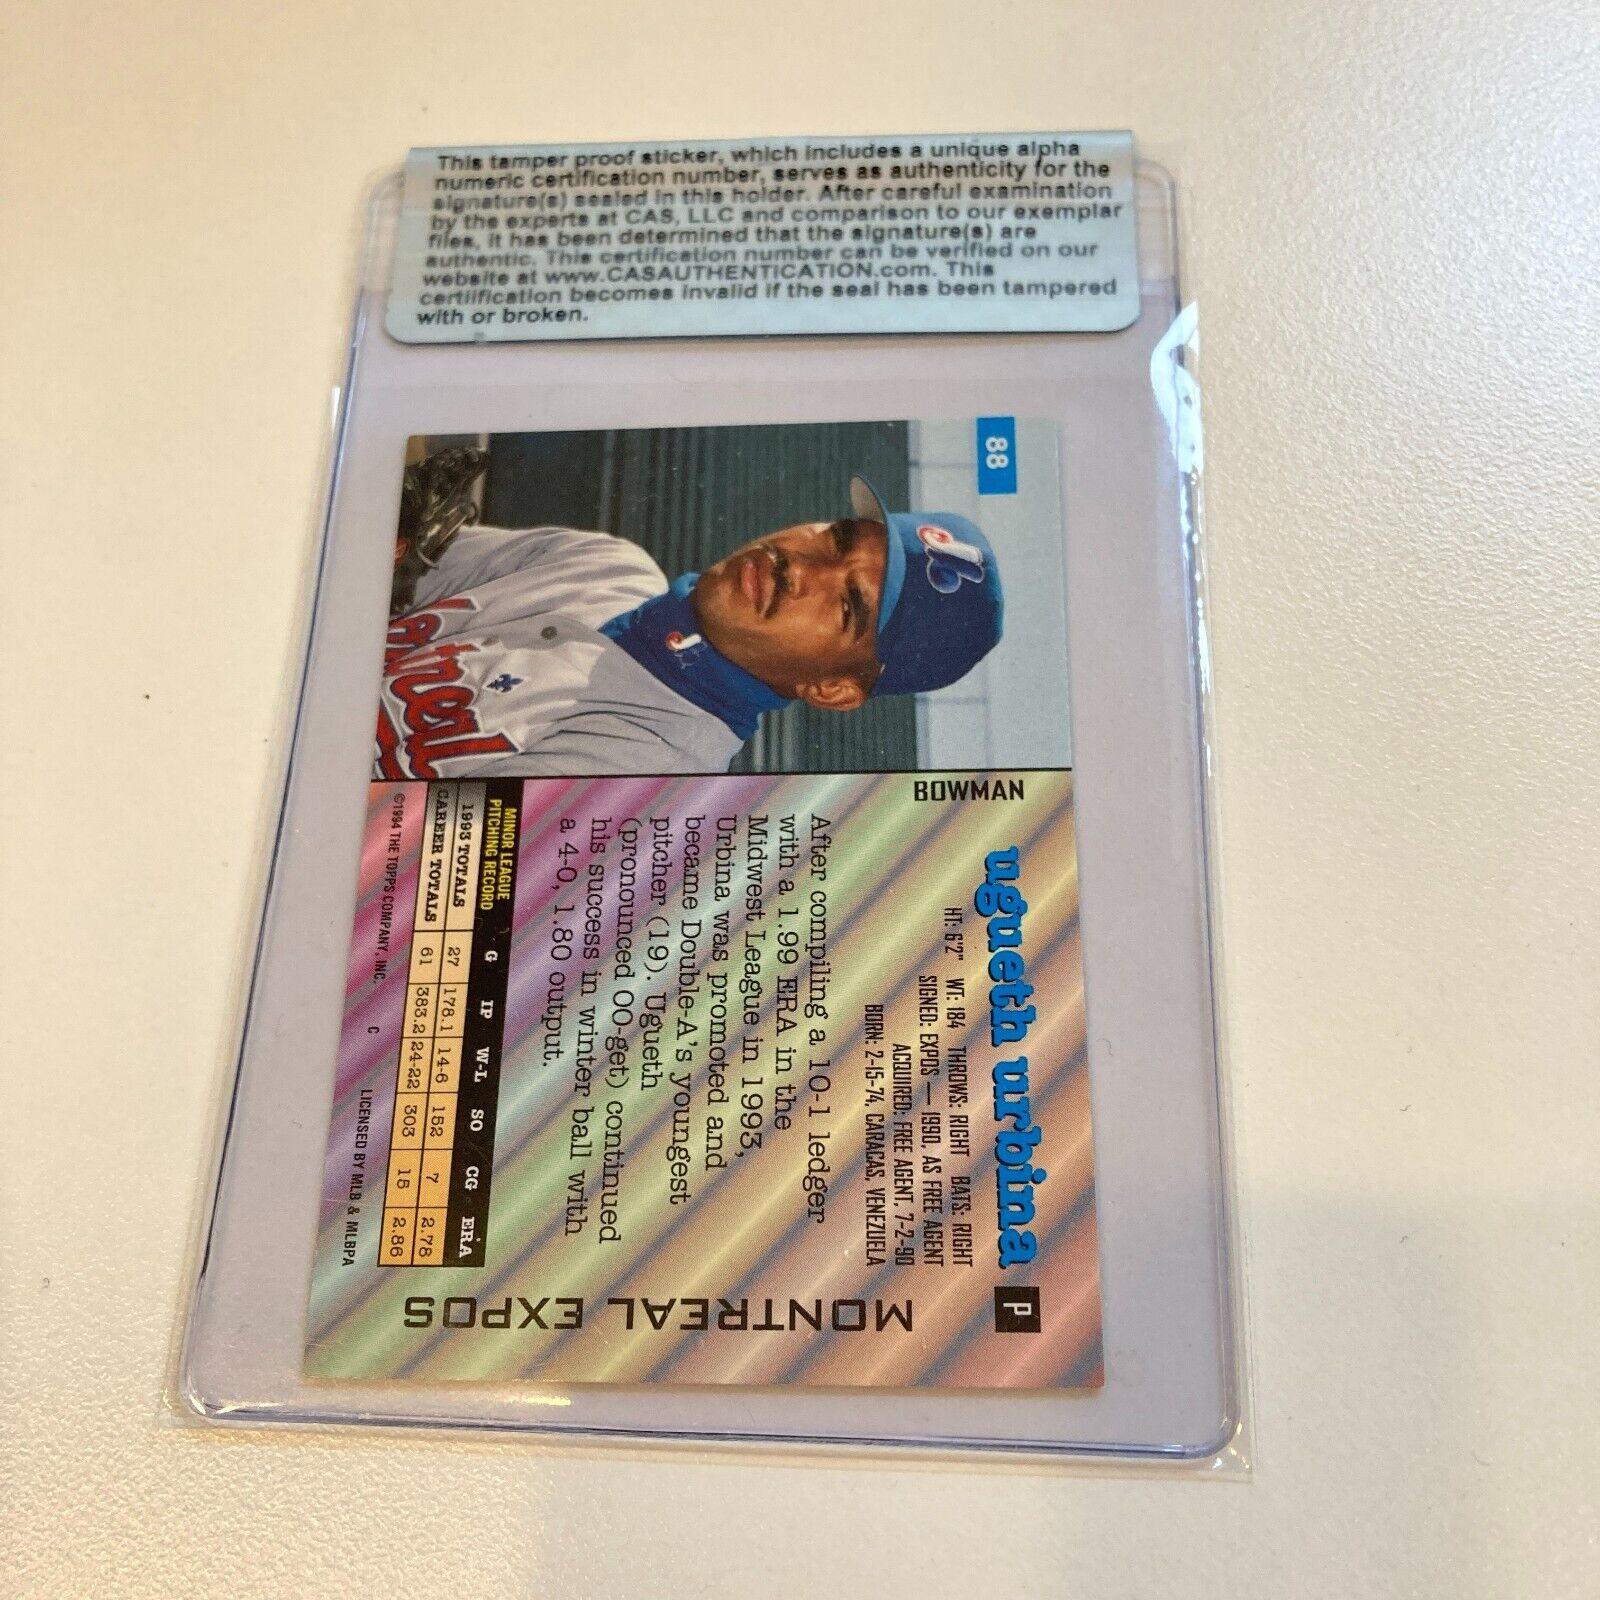 This tamper proof sticker, which includes a unique alpha
numeric certification number, serves as authenticity for the
signature(s) sealed in this holder. After careful examination
by the experts at CAS, LLC and comparison to our exemplar
files, it has been determined that the signature(s) are
authentic. This certification number can be verified on our
website at www.CASAUTHENTICATION.com. This
certiification becomes invalid if the seal has been tampered
with or broken.
88
Montreal
BOWMAN
ugueth urbina P
HT: 6'2" WT: 184 THROWS: RIGHT BATS: RIGHT
SIGNED: EXPOS — 1990, AS FREE AGENT
ACQUIRED: FREE AGENT, 7-2-90
BORN: 2-15-74, CARACAS, VENEZUELA
After compiling a 10-1 ledger
with a 1.99 ERA in the
Midwest League in 1993,
Urbina was promoted and
became Double-A's youngest
pitcher (19). Ugueth
(pronounced OO-get) continued
his success in winter ball with
a 4-0, 1.80 output.
MONTREAL EXPOS
MINOR LEAGUE
PITCHING RECORD G IP W-L SO CG ERA
1993 TOTALS 27 178.1 14-6 152 7 2.78
CAREER TOTALS 61 383.2 24-22 303 15 2.86
©1994 THE TOPPS COMPANY, INC. C LICENSED BY MLB & MLBPA